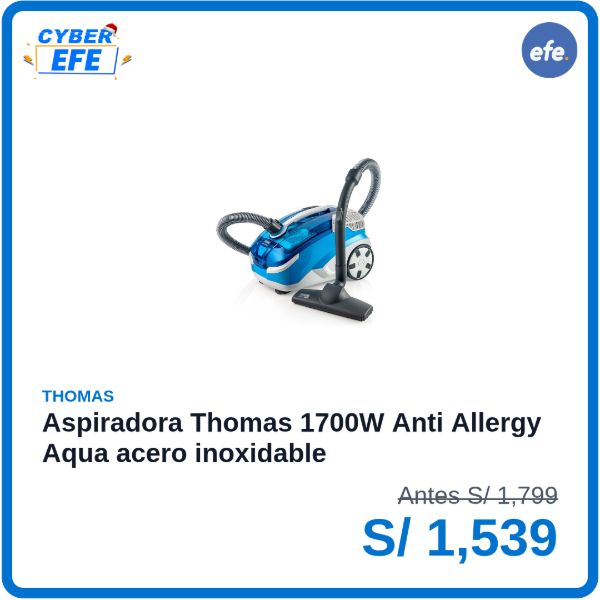 CYBER
EFE
efe.
THOMAS
Aspiradora Thomas 1700W Anti Allergy
Aqua acero inoxidable
Antes S/ 1,799
S/ 1,539